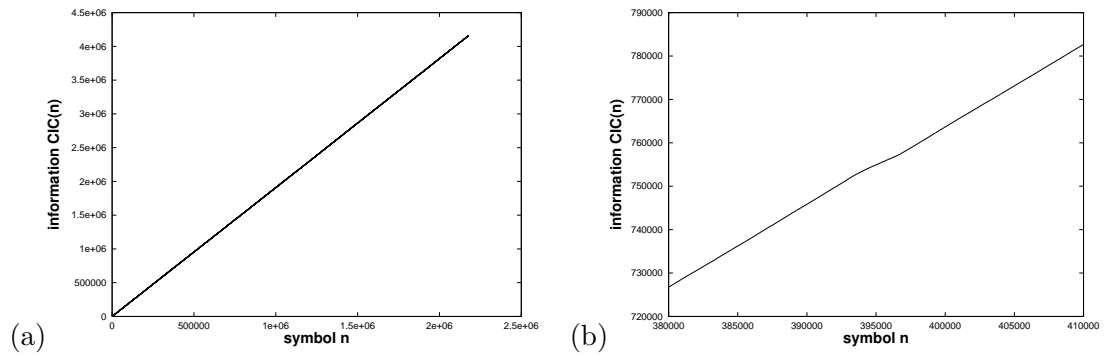 4.5e+06
4e+06
3.5e+06
3e+06
2.5e+06
2e+06
1.5e+06
1e+06
500000
0
information CIC(n)
0 500000 1e+06 1.5e+06 2e+06 2.5e+06
symbol n
(a)
790000
780000
770000
760000
750000
740000
730000
720000
information CIC(n)
380000 385000 390000 395000 400000 405000 410000
symbol n
(b)